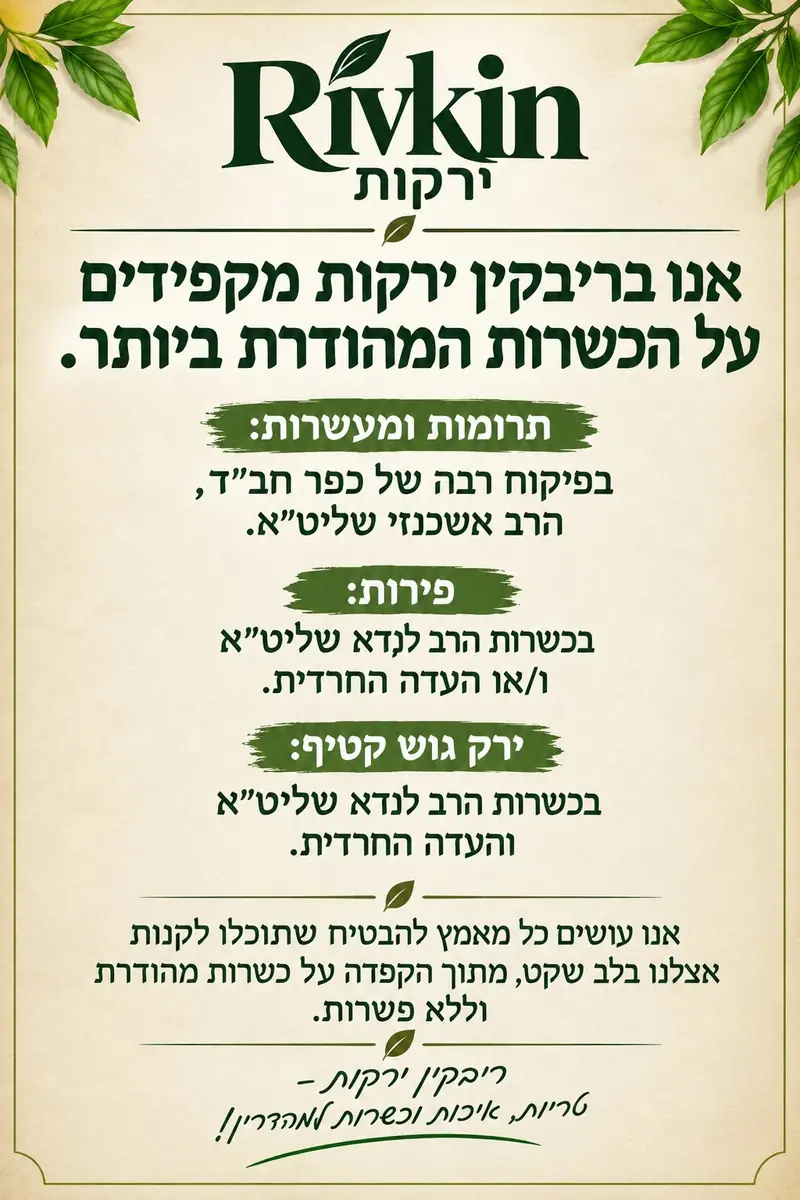 Rivkin
ירקות
אנו בריבקין ירקות מקפידים
על הכשרות המהודרת ביותר.
תרומות ומעשרות:
בפיקוח רבה של כפר חב"ד,
הרב אשכנזי שליט"א.
פירות:
בכשרות הרב לנדא שליט"א
ו/או העדה החרדית.
ירק גוש קטיף:
בכשרות הרב לנדא שליט"א
והעדה החרדית.
אנו עושים כל מאמץ להבטיח שתוכלו לקנות
אצלנו בלב שקט, מתוך הקפדה על כשרות מהודרת
וללא פשרות.
ריבקין ירקות –
טריות, איכות וכשרות למהדרין!